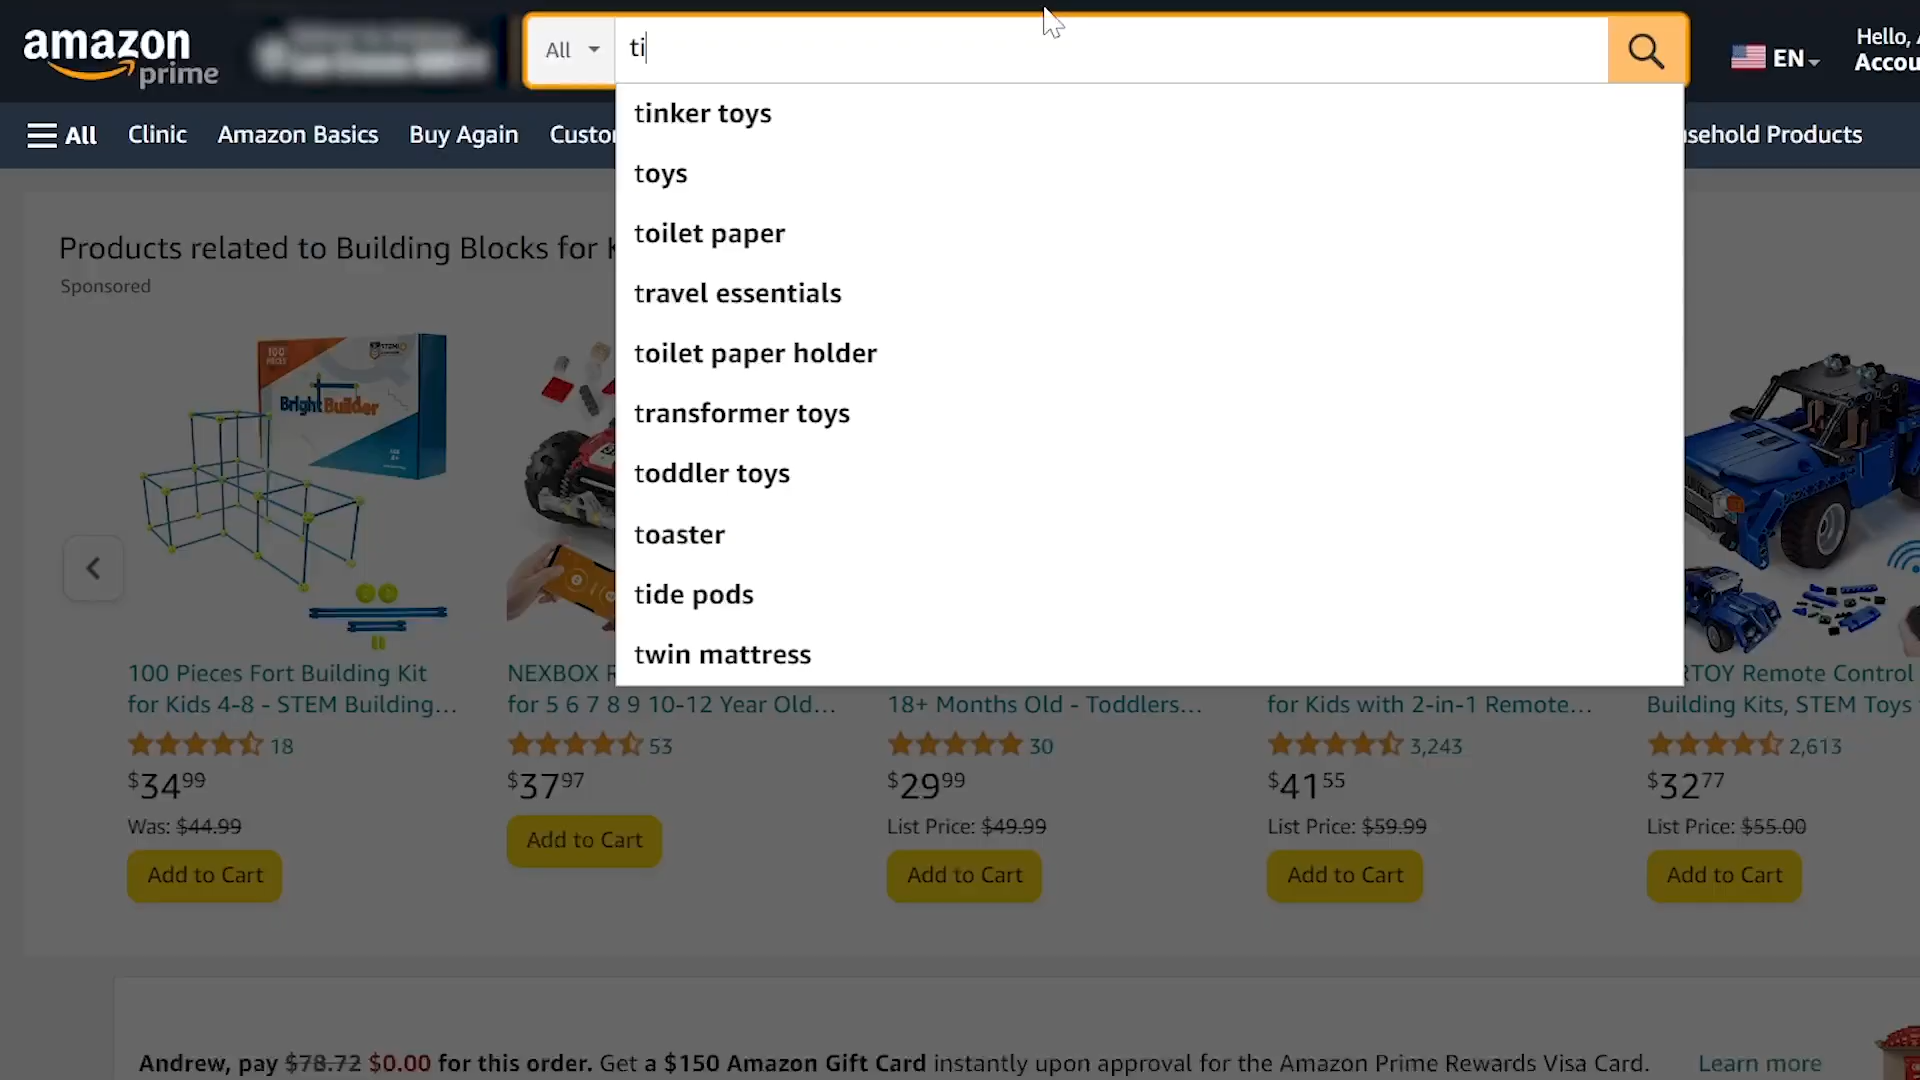 amazon
prime
All
ti
EN
Hello,
Accou
All
Clinic
Amazon Basics
Buy Again
Custo
sehold Products
Products related to Building Blocks for K
Sponsored
tinker toys
toys
toilet paper
travel essentials
toilet paper holder
transformer toys
toddler toys
toaster
tide pods
twin mattress
100
PIECES
STEM
Bright Builder
100 Pieces Fort Building Kit
for Kids 4-8 - STEM Building...
18
$34.99
Was: $44.99
Add to Cart
NEXBOX R
for 5 6 7 8 9 10-12 Year Old...
53
$37.97
Add to Cart
18+ Months Old - Toddlers...
30
$29.99
List Price: $49.99
Add to Cart
for Kids with 2-in-1 Remote...
3,243
$41.55
List Price: $59.99
Add to Cart
RTOY Remote Control
Building Kits, STEM Toys
2,613
$32.77
List Price: $55.00
Add to Cart
Andrew, pay $78.72 $0.00 for this order. Get a $150 Amazon Gift Card instantly upon approval for the Amazon Prime Rewards Visa Card.
Learn more